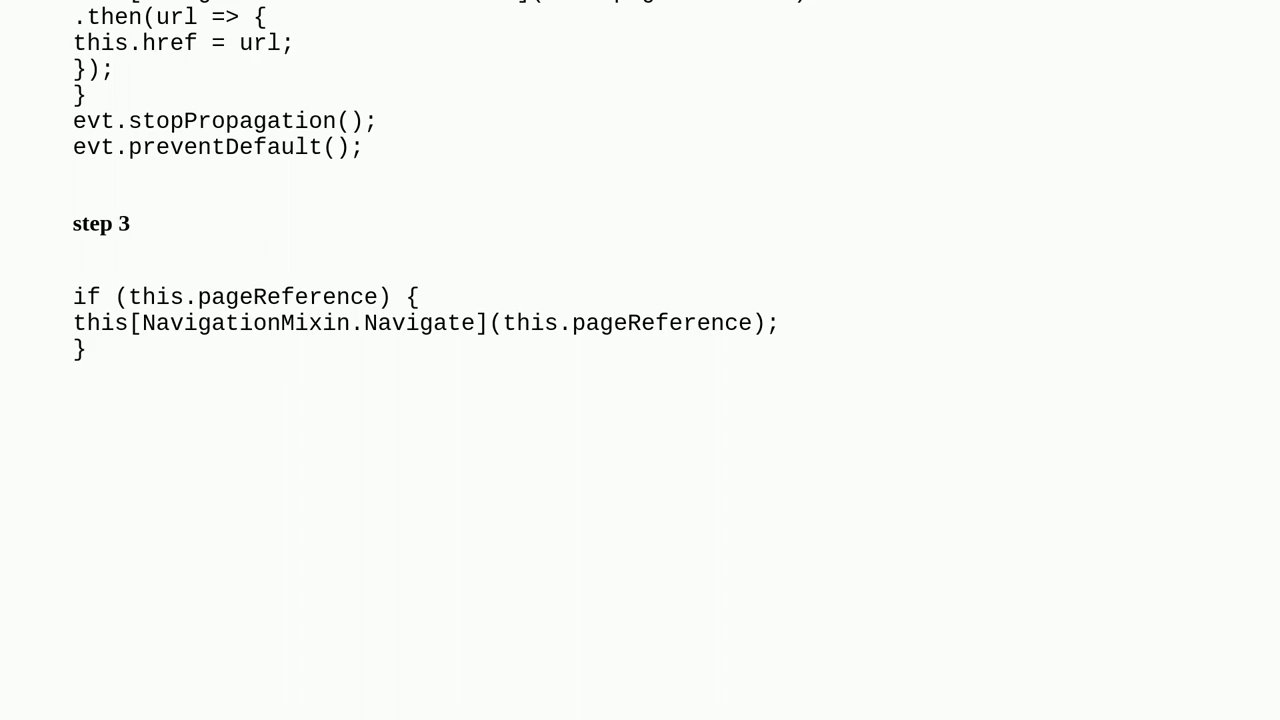 .then(url => {
this.href = url;
});
}
evt.stopPropagation();
evt.preventDefault();
step 3
if (this.pageReference) {
this[NavigationMixin.Navigate](this.pageReference);
}